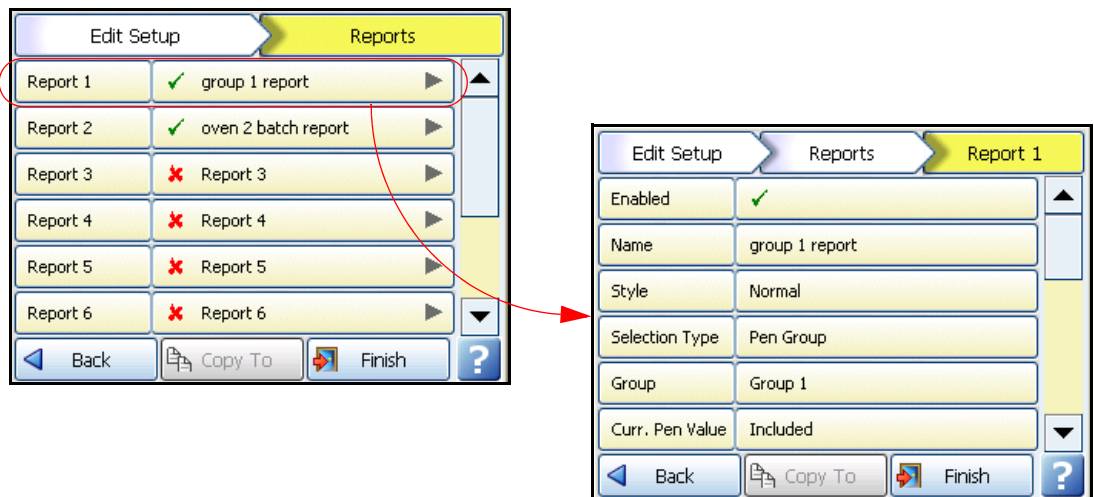 Edit Setup Reports
Report 1 group 1 report
Report 2 oven 2 batch report
Report 3 Report 3
Report 4 Report 4
Report 5 Report 5
Report 6 Report 6
Back Copy To Finish ?
Edit Setup Reports Report 1
Enabled
Name group 1 report
Style Normal
Selection Type Pen Group
Group Group 1
Curr. Pen Value Included
Back Copy To Finish ?